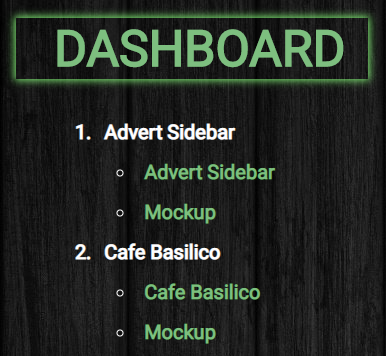 DASHBOARD
1. Advert Sidebar
Advert Sidebar
Mockup
2. Cafe Basilico
Cafe Basilico
Mockup